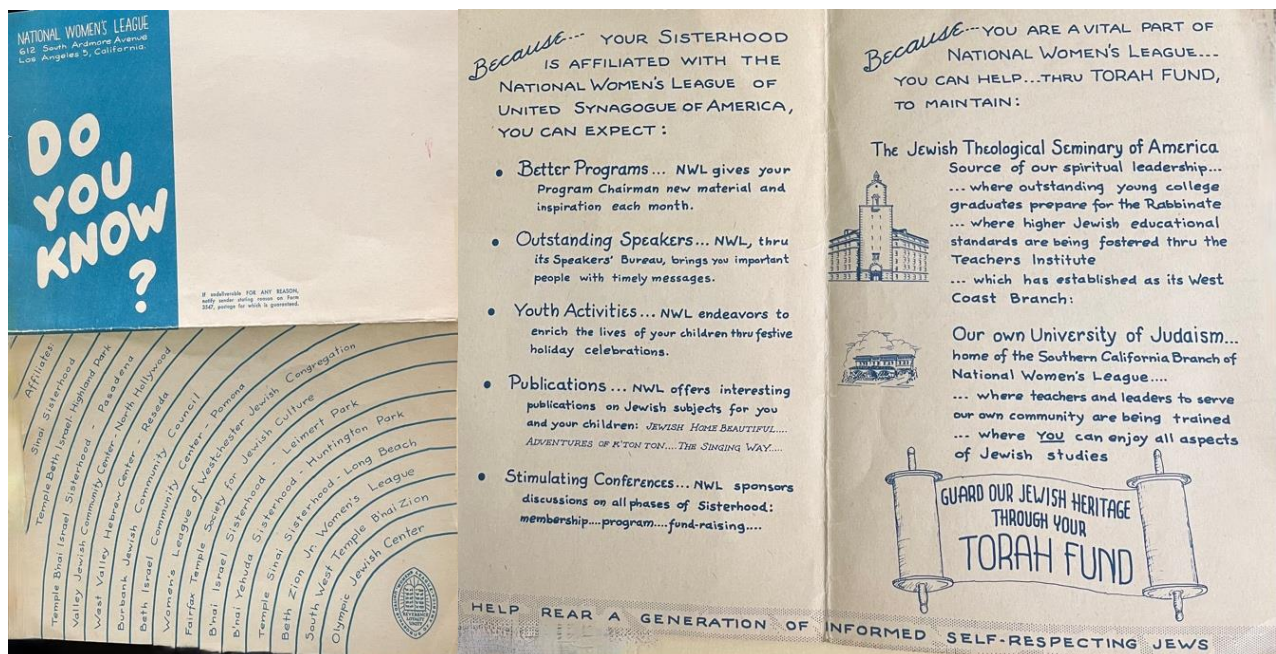 NATIONAL WOMEN'S LEAGUE
612 South Ardmore Avenue
Los Angeles 5, California.
DO
YOU
KNOW
?
If undeliverable FOR ANY REASON,
notify sender stating reason on Form
3547, postage for which is guaranteed.
Affiliates:
Sinai Sisterhood
Temple Beth Israel-Highland Park
Temple B'nai Israel Sisterhood - Pasadena
Valley Jewish Community Center-North Hollywood
West Valley Hebrew Center - Reseda
Burbank Jewish Community Council
Beth Israel Community Center - Pomona
Women's League of Westchester Jewish Congregation
Fairfax Temple Society for Jewish Culture
B'nai Israel Sisterhood - Leimert Park
B'nai Yehuda Sisterhood - Huntington Park
Temple Sinai Sisterhood - Long Beach
Beth Zion Jr. Women's League
South West Temple B'nai Zion
Olympic Jewish Center
Because... YOUR SISTERHOOD
IS AFFILIATED WITH THE
NATIONAL WOMEN'S LEAGUE OF
UNITED SYNAGOGUE OF AMERICA,
YOU CAN EXPECT:
• Better Programs... NWL gives your
Program Chairman new material and
inspiration each month.
• Outstanding Speakers... NWL, thru
its Speakers' Bureau, brings you important
people with timely messages.
• Youth Activities... NWL endeavors to
enrich the lives of your children thru festive
holiday celebrations.
• Publications ... NWL offers interesting
publications on Jewish subjects for you
and your children: JEWISH HOME BEAUTIFUL....
ADVENTURES OF K'TON TON....THE SINGING WAY.....
• Stimulating Conferences... NWL sponsors
discussions on all phases of Sisterhood:
membership....program....fund-raising....
Because...YOU ARE A VITAL PART OF
NATIONAL WOMEN'S LEAGUE....
YOU CAN HELP...THRU TORAH FUND,
TO MAINTAIN:
The Jewish Theological Seminary of America
Source of our spiritual leadership...
... where outstanding young college
graduates prepare for the Rabbinate
... where higher Jewish educational
standards are being fostered thru the
Teachers Institute
... which has established as its West
Coast Branch:
Our own University of Judaism...
home of the Southern California Branch of
National Women's League....
... where teachers and leaders to serve
our own community are being trained
... where YOU can enjoy all aspects
of Jewish studies
GUARD OUR JEWISH HERITAGE
THROUGH YOUR
TORAH FUND
HELP REAR A GENERATION OF INFORMED SELF-RESPECTING JEWS